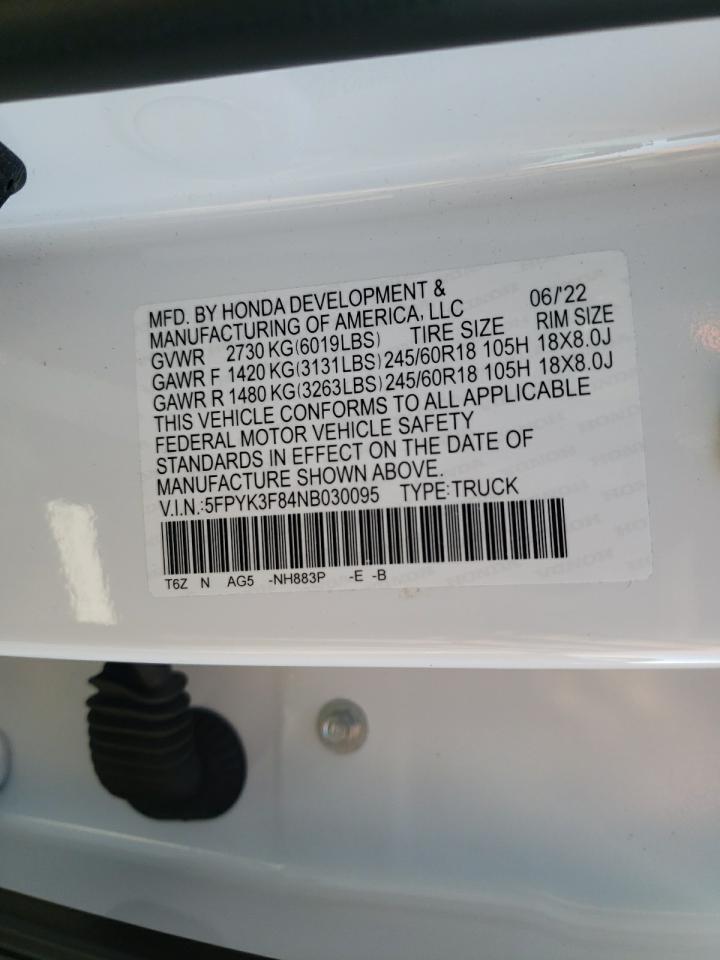 MFD. BY HONDA DEVELOPMENT & 06/'22
MANUFACTURING OF AMERICA, LLC
GVWR 2730 KG(6019LBS) TIRE SIZE RIM SIZE
GAWR F 1420 KG(3131LBS) 245/60R18 105H 18X8.0J
GAWR R 1480 KG(3263LBS) 245/60R18 105H 18X8.0J
THIS VEHICLE CONFORMS TO ALL APPLICABLE
FEDERAL MOTOR VEHICLE SAFETY
STANDARDS IN EFFECT ON THE DATE OF
MANUFACTURE SHOWN ABOVE.
V.I.N.:5FPYK3F84NB030095 TYPE:TRUCK
T6Z N AG5 -NH883P -E -B